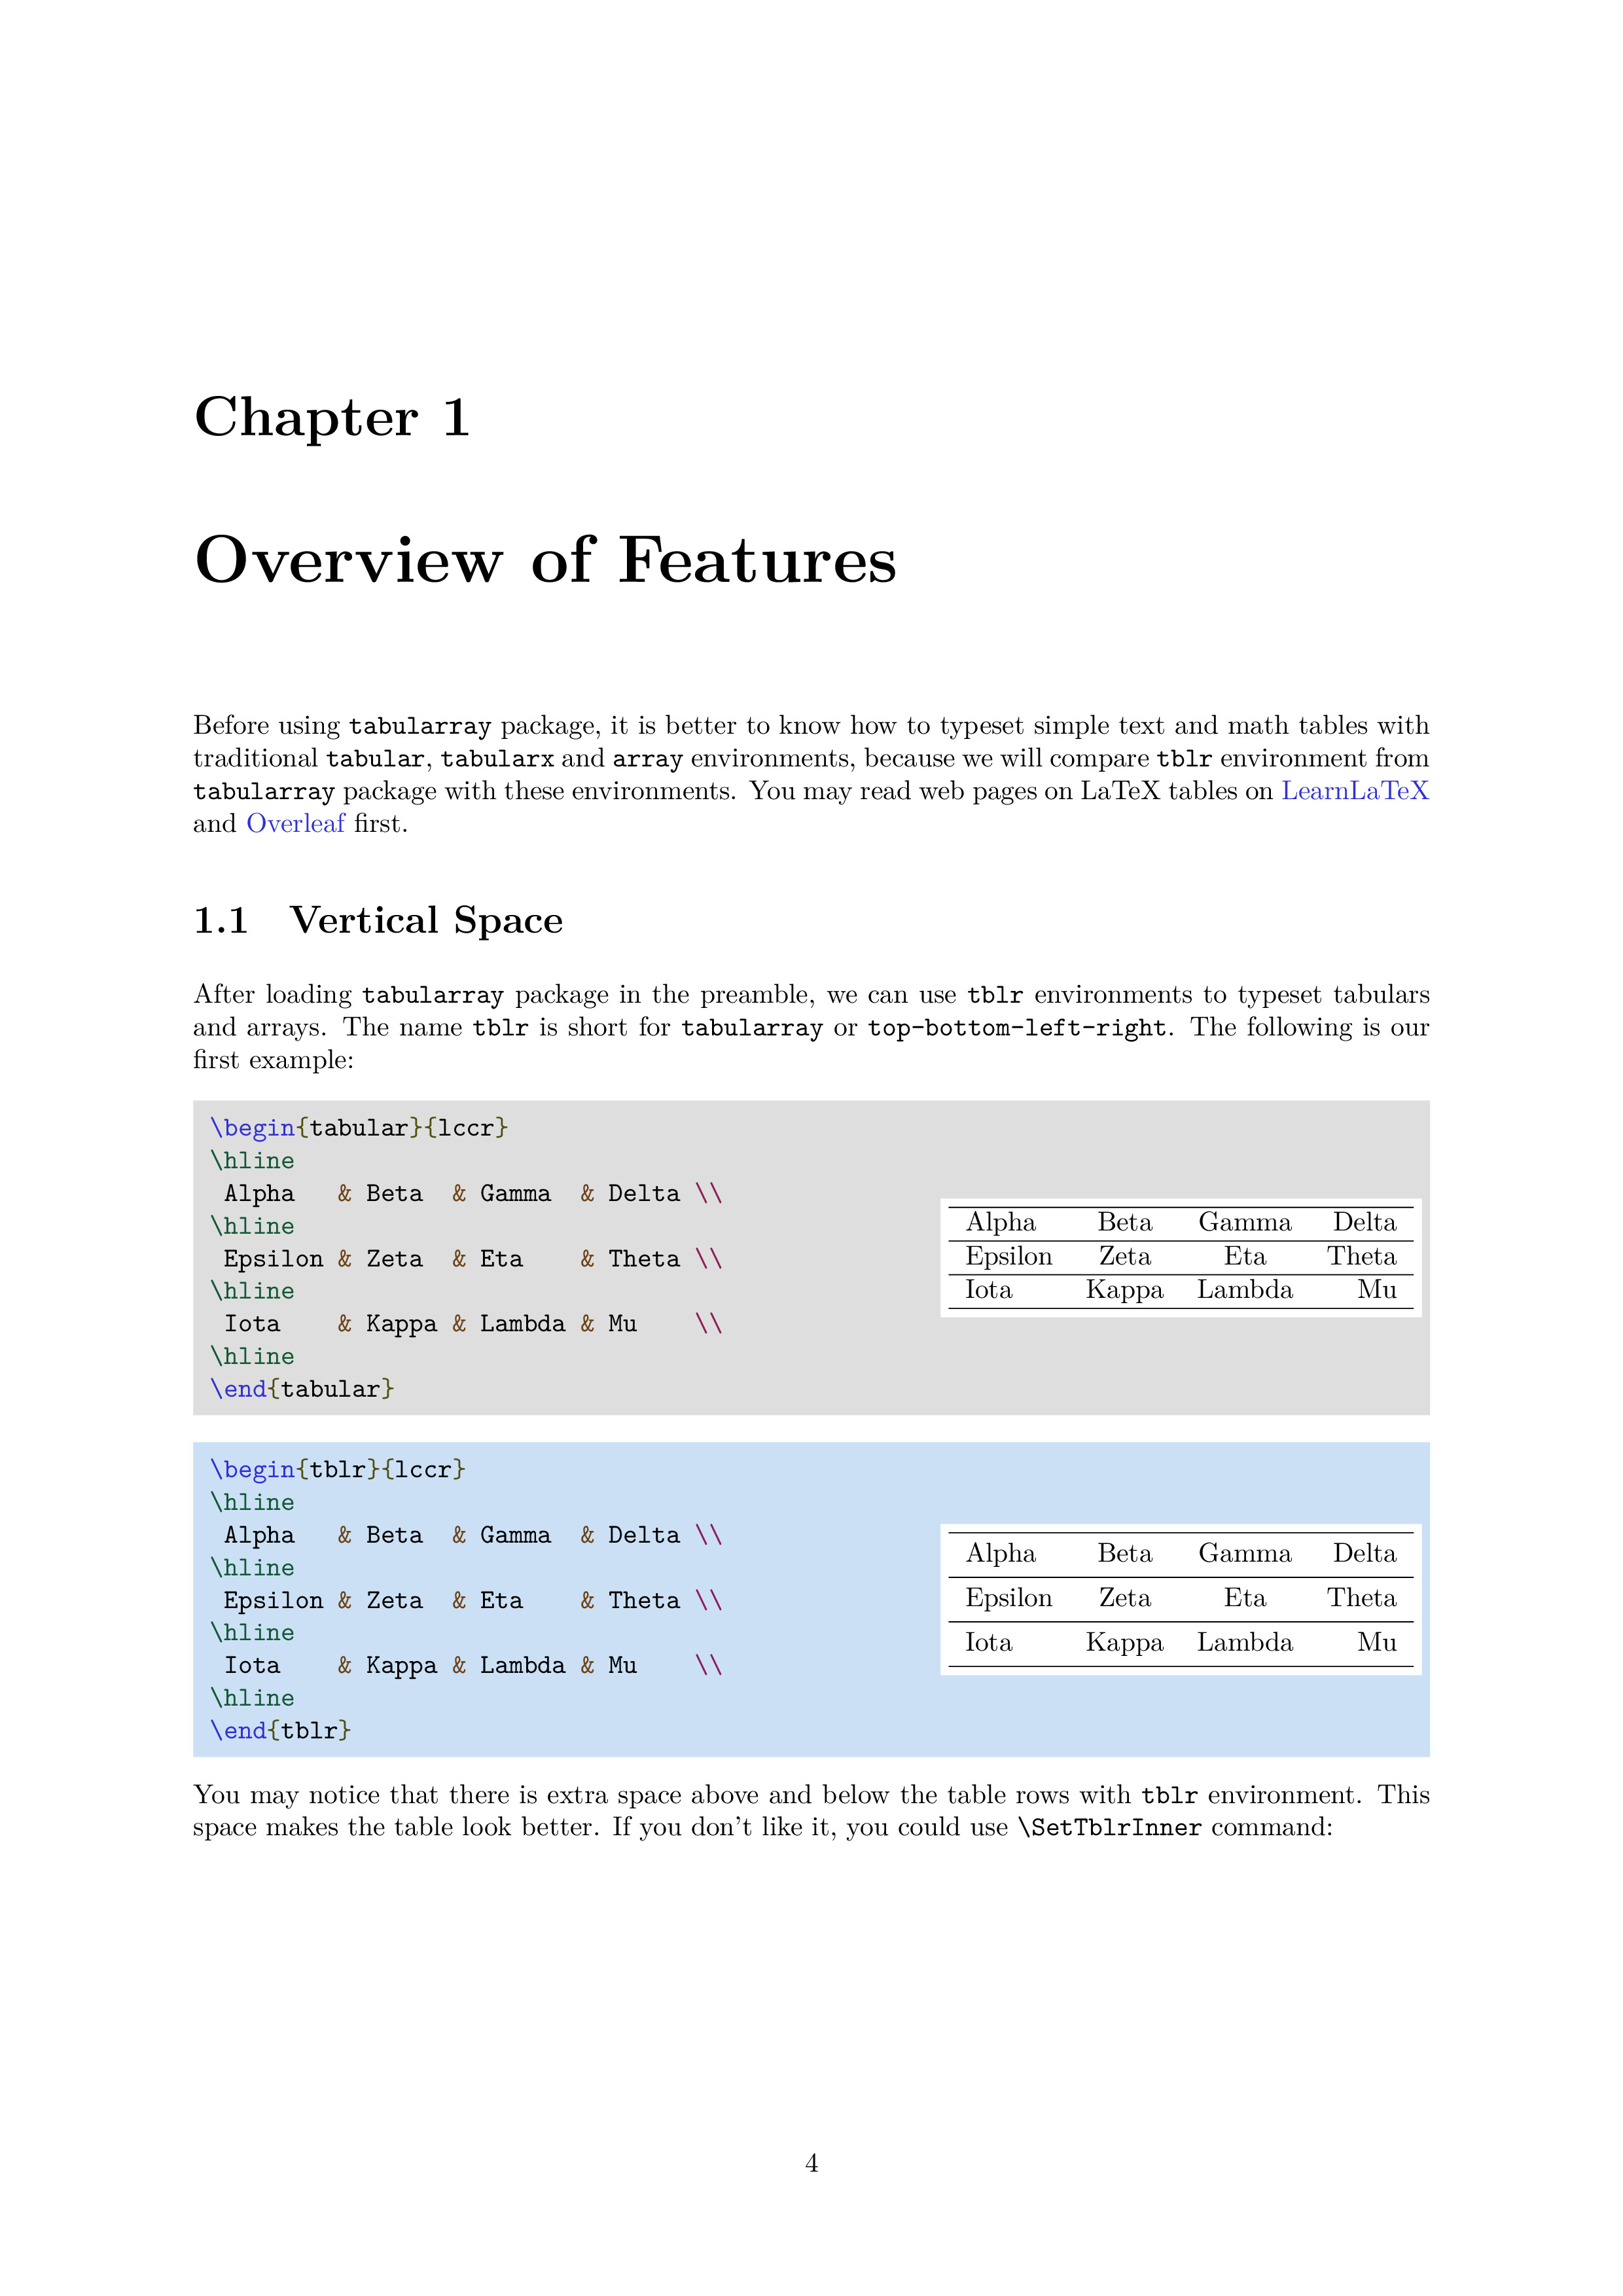 Chapter 1
Overview of Features
Before using tabularray package, it is better to know how to typeset simple text and math tables with
traditional tabular, tabularx and array environments, because we will compare tblr environment from
tabularray package with these environments. You may read web pages on LaTeX tables on LearnLaTeX
and Overleaf first.
1.1 Vertical Space
After loading tabularray package in the preamble, we can use tblr environments to typeset tabulars
and arrays. The name tblr is short for tabularray or top-bottom-left-right. The following is our
first example:
\begin{tabular}{lccr}
\hline
 Alpha   & Beta  & Gamma  & Delta \\
\hline
 Epsilon & Zeta  & Eta    & Theta \\
\hline
 Iota    & Kappa & Lambda & Mu    \\
\hline
\end{tabular}
Alpha Beta Gamma Delta
Epsilon Zeta Eta Theta
Iota Kappa Lambda Mu
\begin{tblr}{lccr}
\hline
 Alpha   & Beta  & Gamma  & Delta \\
\hline
 Epsilon & Zeta  & Eta    & Theta \\
\hline
 Iota    & Kappa & Lambda & Mu    \\
\hline
\end{tblr}
Alpha Beta Gamma Delta
Epsilon Zeta Eta Theta
Iota Kappa Lambda Mu
You may notice that there is extra space above and below the table rows with tblr environment. This
space makes the table look better. If you don't like it, you could use \SetTblrInner command:
4